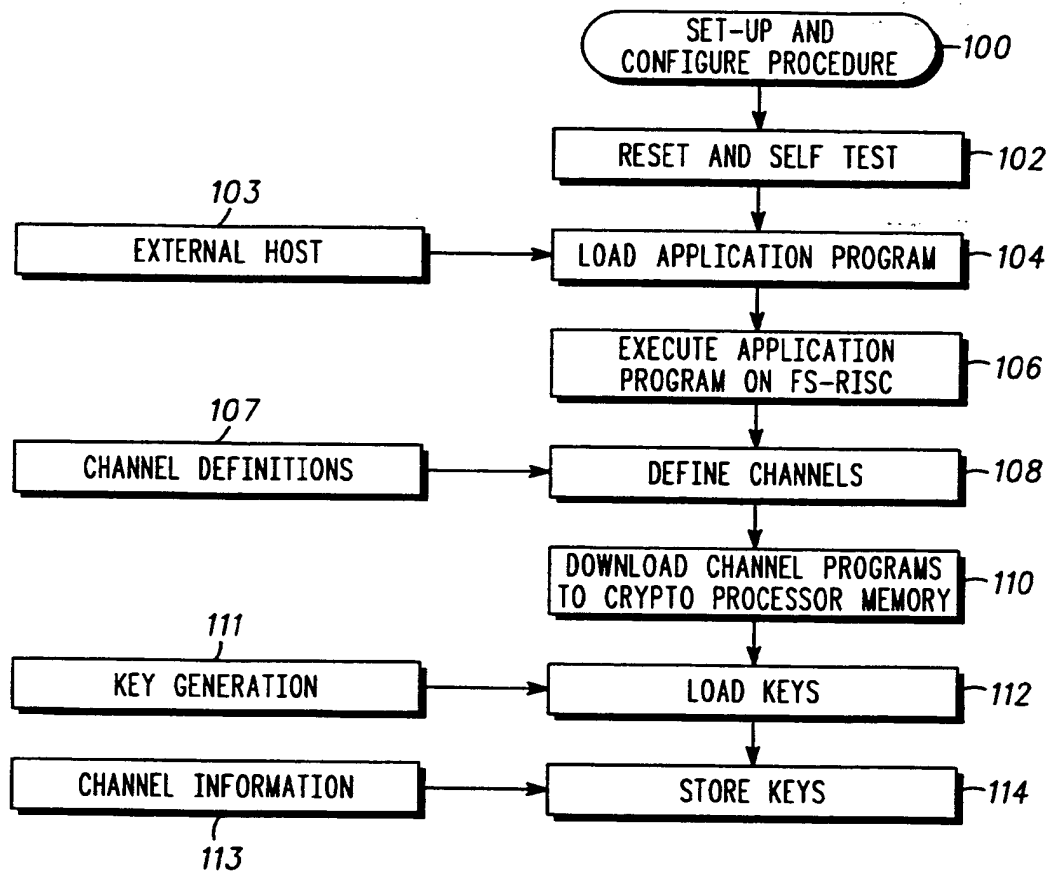 SET-UP AND
CONFIGURE PROCEDURE
100
RESET AND SELF TEST
102
103
EXTERNAL HOST
LOAD APPLICATION PROGRAM
104
EXECUTE APPLICATION
PROGRAM ON FS-RISC
106
107
CHANNEL DEFINITIONS
DEFINE CHANNELS
108
DOWNLOAD CHANNEL PROGRAMS
TO CRYPTO PROCESSOR MEMORY
110
111
KEY GENERATION
LOAD KEYS
112
CHANNEL INFORMATION
113
STORE KEYS
114